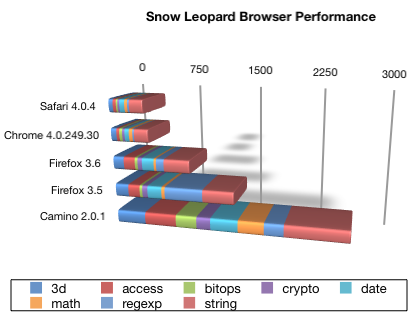 Snow Leopard Browser Performance
0 750 1500 2250 3000
Safari 4.0.4
Chrome 4.0.249.30
Firefox 3.6
Firefox 3.5
Camino 2.0.1
3d access bitops crypto date
math regexp string